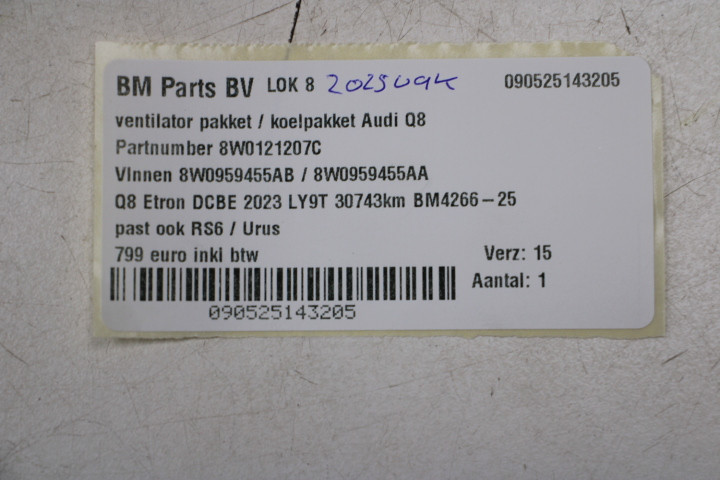 BM Parts BV LOK 8 090525143205
ventilator pakket / koelpakket Audi Q8
Partnumber 8W0121207C
VInnen 8W0959455AB / 8W0959455AA
Q8 Etron DCBE 2023 LY9T 30743km BM4266-25
past ook RS6 / Urus
799 euro inkl btw Verz: 15
Aantal: 1
090525143205